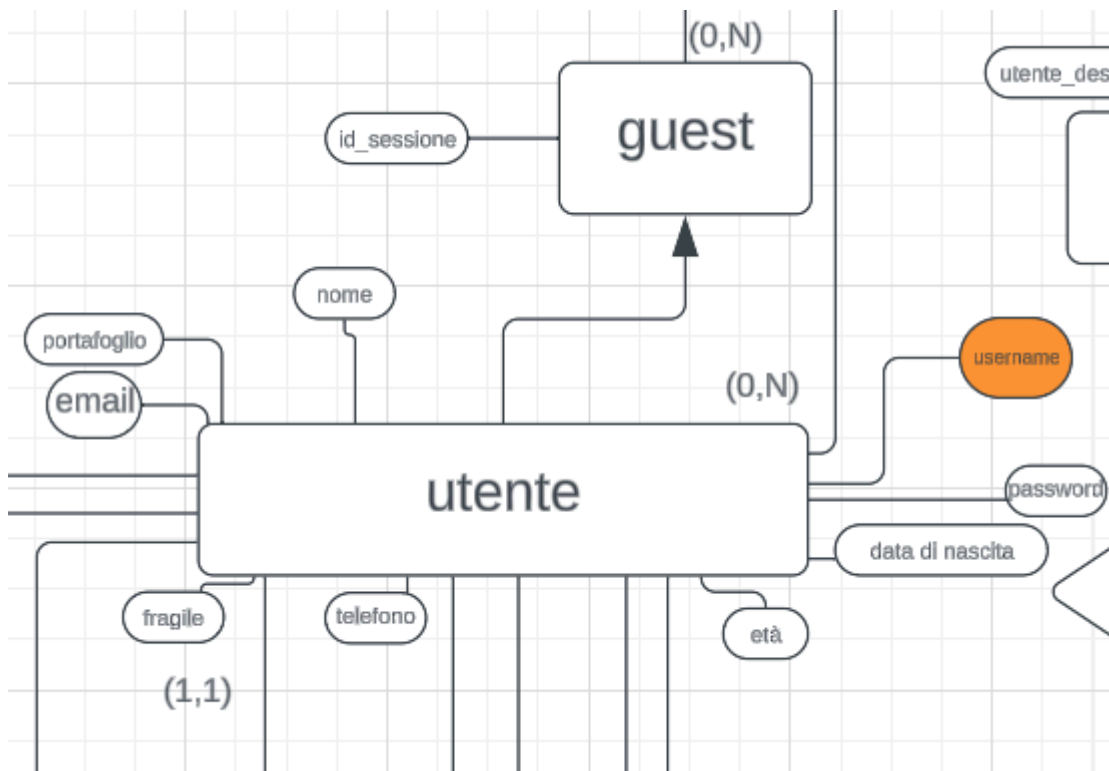 (0,N)
utente_des
guest
id_sessione
nome
portafoglio
username
(0,N)
email
utente
password
data di nascita
fragile
telefono
età
(1,1)